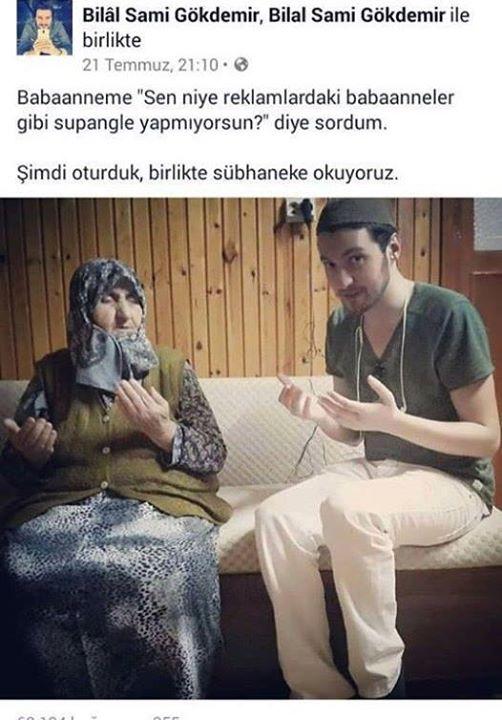 Bilâl Sami Gökdemir, Bilal Sami Gökdemir ile
birlikte
21 Temmuz, 21:10 •
Babaanneme "Sen niye reklamlardaki babaanneler
gibi supangle yapmıyorsun?" diye sordum.
Şimdi oturduk, birlikte sübhaneke okuyoruz.